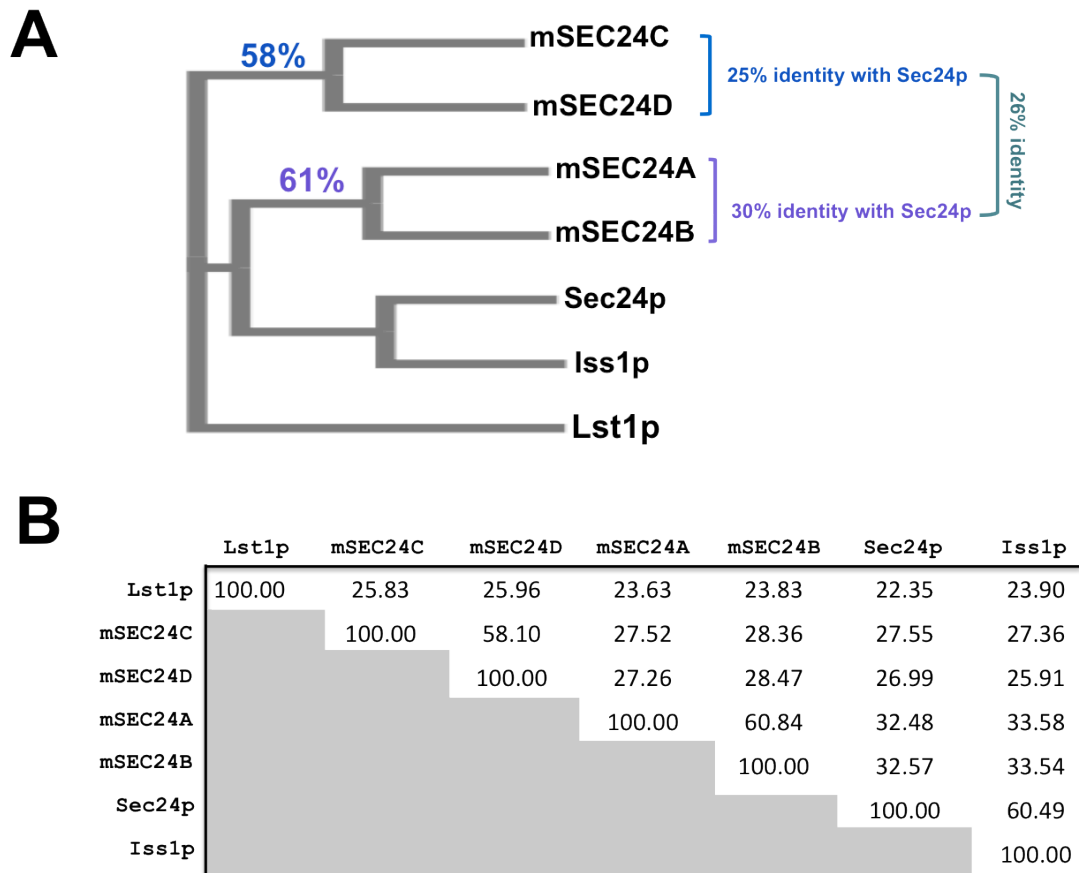 A
mSEC24C
58%
25% identity with Sec24p
mSEC24D
26% identity
mSEC24A
61%
30% identity with Sec24p
mSEC24B
Sec24p
Iss1p
Lst1p
B
Lst1p mSEC24C mSEC24D mSEC24A mSEC24B Sec24p Iss1p
Lst1p 100.00 25.83 25.96 23.63 23.83 22.35 23.90
mSEC24C 100.00 58.10 27.52 28.36 27.55 27.36
mSEC24D 100.00 27.26 28.47 26.99 25.91
mSEC24A 100.00 60.84 32.48 33.58
mSEC24B 100.00 32.57 33.54
Sec24p 100.00 60.49
Iss1p 100.00